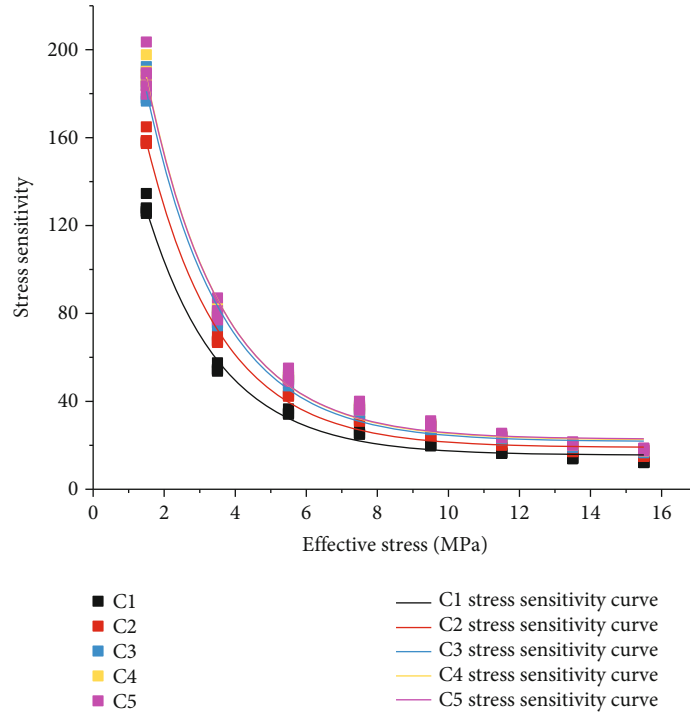 200
160
120
80
40
0
Stress sensitivity
0 2 4 6 8 10 12 14 16
Effective stress (MPa)
C1
C2
C3
C4
C5
C1 stress sensitivity curve
C2 stress sensitivity curve
C3 stress sensitivity curve
C4 stress sensitivity curve
C5 stress sensitivity curve